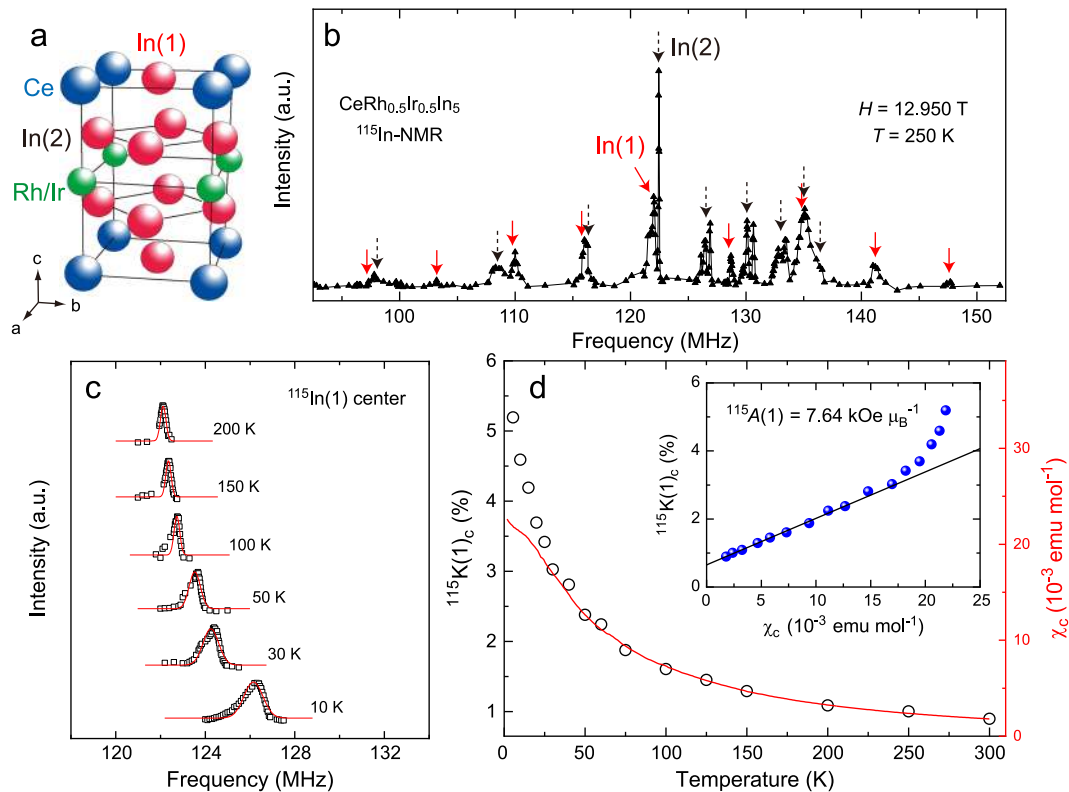 a
In(1)
Ce
In(2)
Rh/Ir
c
b
a
b
In(2)
CeRh0.5Ir0.5In5
115In-NMR
H = 12.950 T
T = 250 K
In(1)
Intensity (a.u.)
100 110 120 130 140 150
Frequency (MHz)
c
115In(1) center
200 K
150 K
100 K
50 K
30 K
10 K
Intensity (a.u.)
120 124 128 132
Frequency (MHz)
d
6
5
4
3
2
1
115K(1)c (%)
0 50 100 150 200 250 300
Temperature (K)
30
20
10
0
χc (10-3 emu mol-1)
115A(1) = 7.64 kOe μB-1
6
4
2
0
115K(1)c (%)
0 5 10 15 20 25
χc (10-3 emu mol-1)